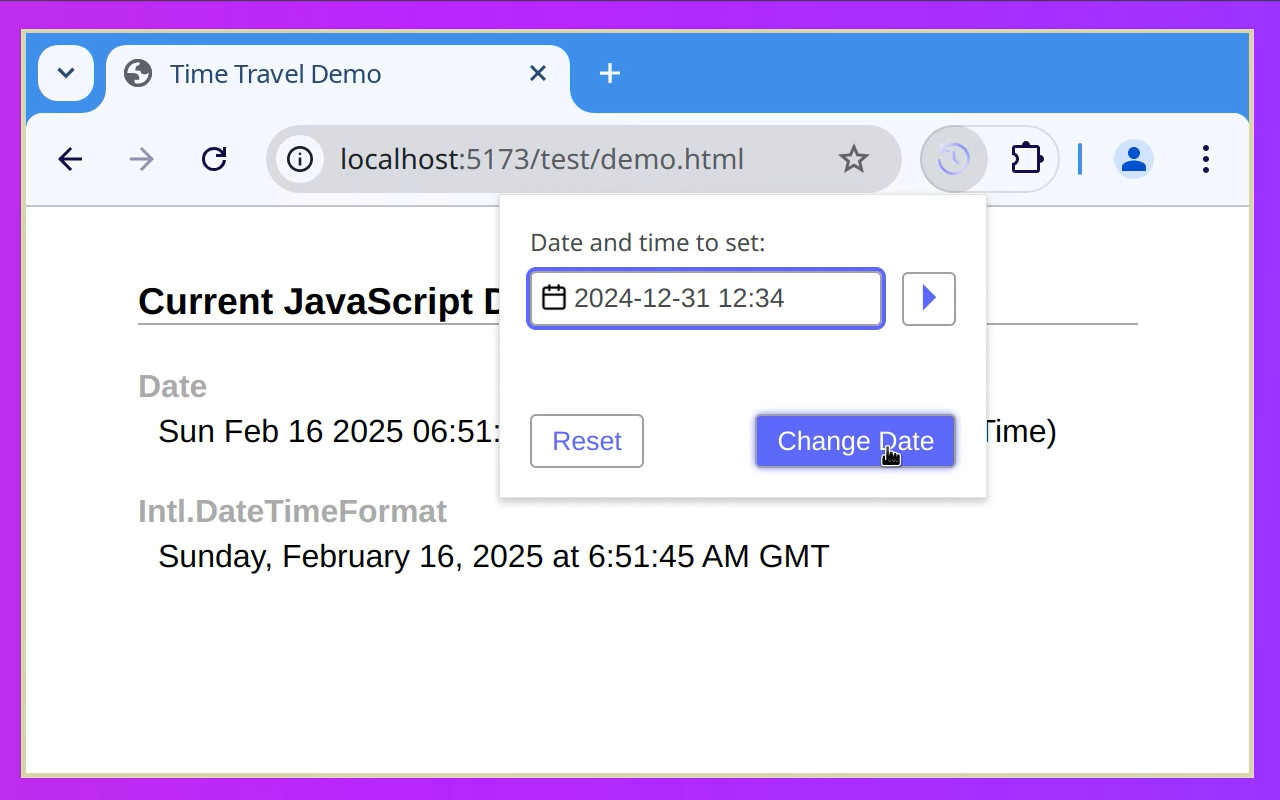 Time Travel Demo
localhost:5173/test/demo.html
Date and time to set:
2024-12-31 12:34
Reset
Change Date
Current JavaScript D
Date
Sun Feb 16 2025 06:51: Time)
Intl.DateTimeFormat
Sunday, February 16, 2025 at 6:51:45 AM GMT